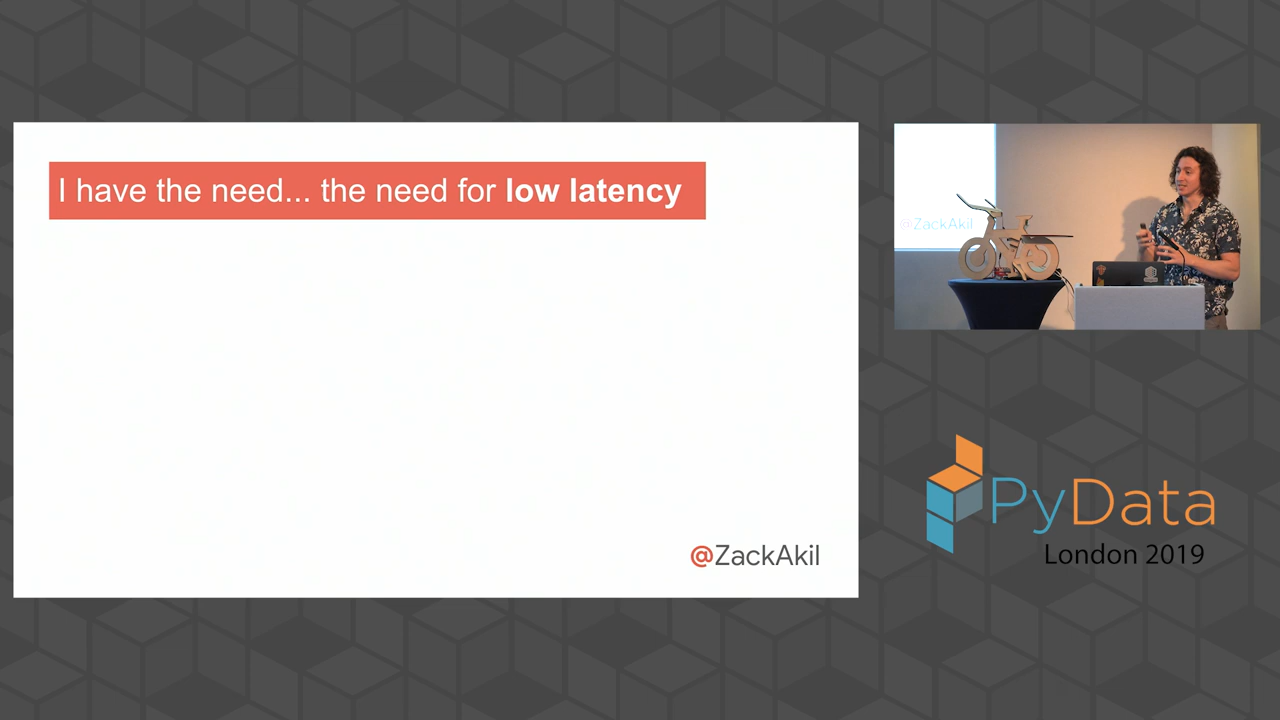 I have the need... the need for low latency
@ZackAkil
@ZackAkil
PyData
London 2019